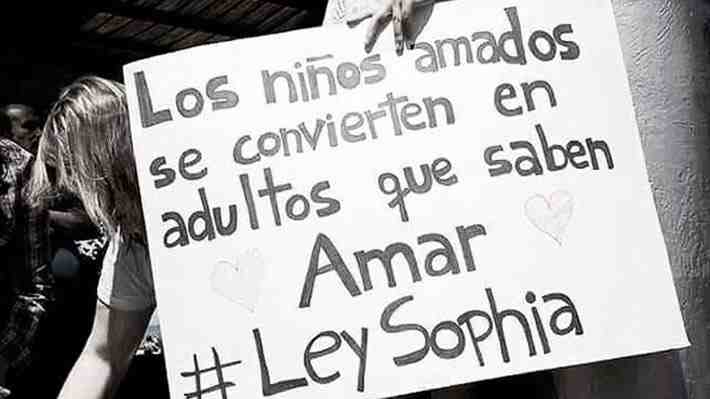 Los niños amados
se convierten en
adultos que saben
Amar
#LeySophia